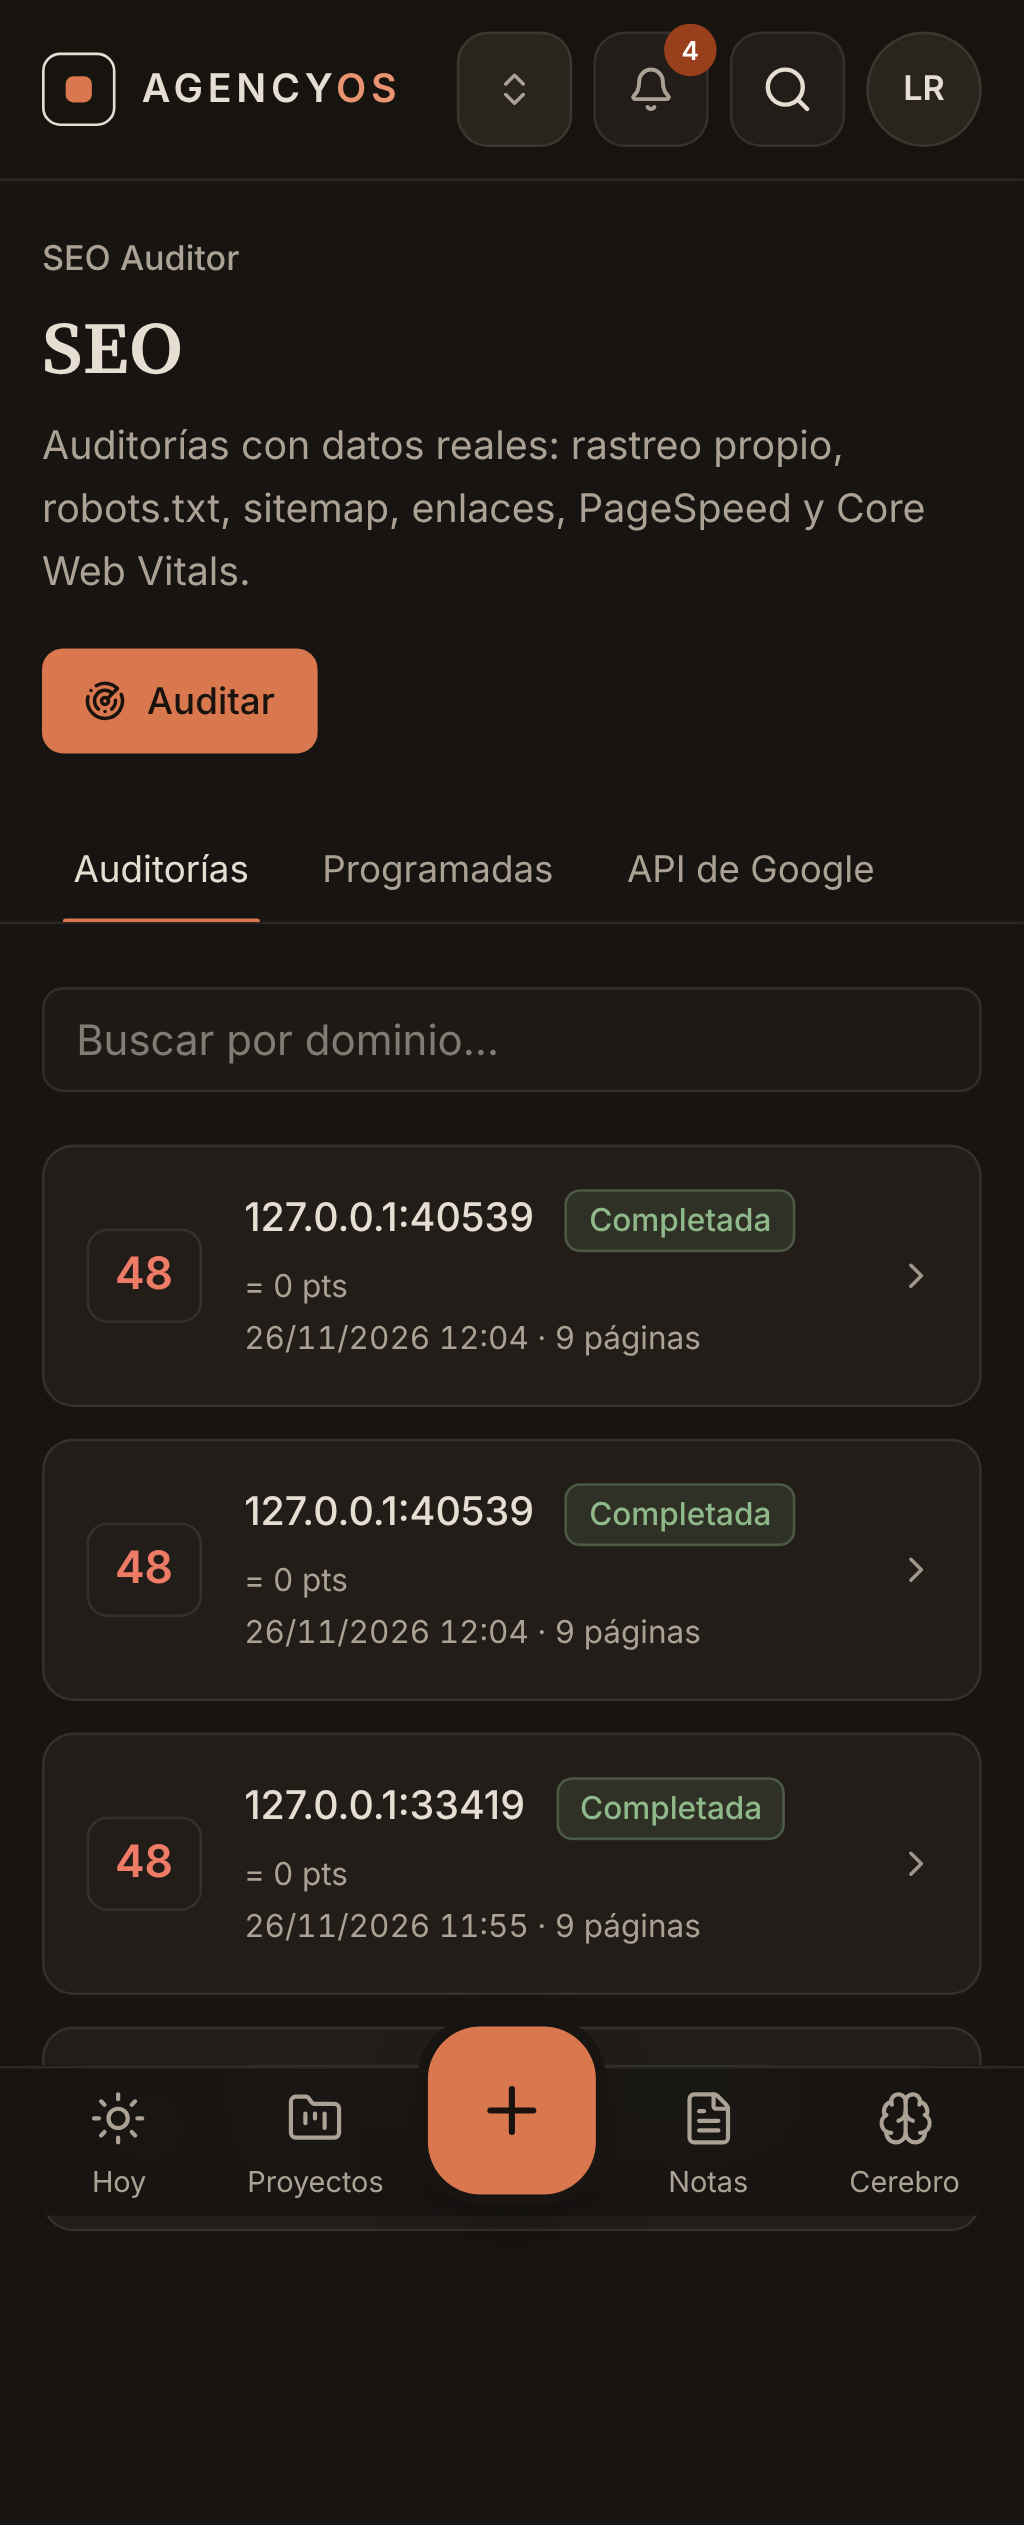 AGENCYOS
4
LR
SEO Auditor
SEO
Auditorías con datos reales: rastreo propio,
robots.txt, sitemap, enlaces, PageSpeed y Core
Web Vitals.
Auditar
Auditorías Programadas API de Google
Buscar por dominio...
127.0.0.1:40539 Completada
48
= 0 pts
26/11/2026 12:04 · 9 páginas
127.0.0.1:40539 Completada
48
= 0 pts
26/11/2026 12:04 · 9 páginas
127.0.0.1:33419 Completada
48
= 0 pts
26/11/2026 11:55 · 9 páginas
Hoy Proyectos Notas Cerebro